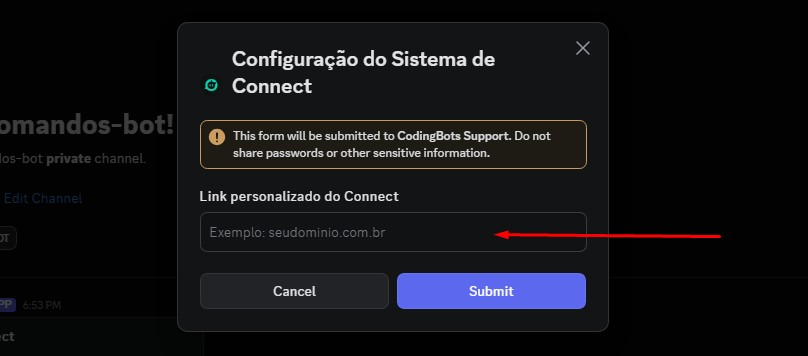 Configuração do Sistema de
Connect
This form will be submitted to CodingBots Support. Do not
share passwords or other sensitive information.
omandos-bot!
dos-bot private channel.
Edit Channel
Link personalizado do Connect
Exemplo: seudominio.com.br
OT
Cancel
Submit
PP 6:53 PM
ect